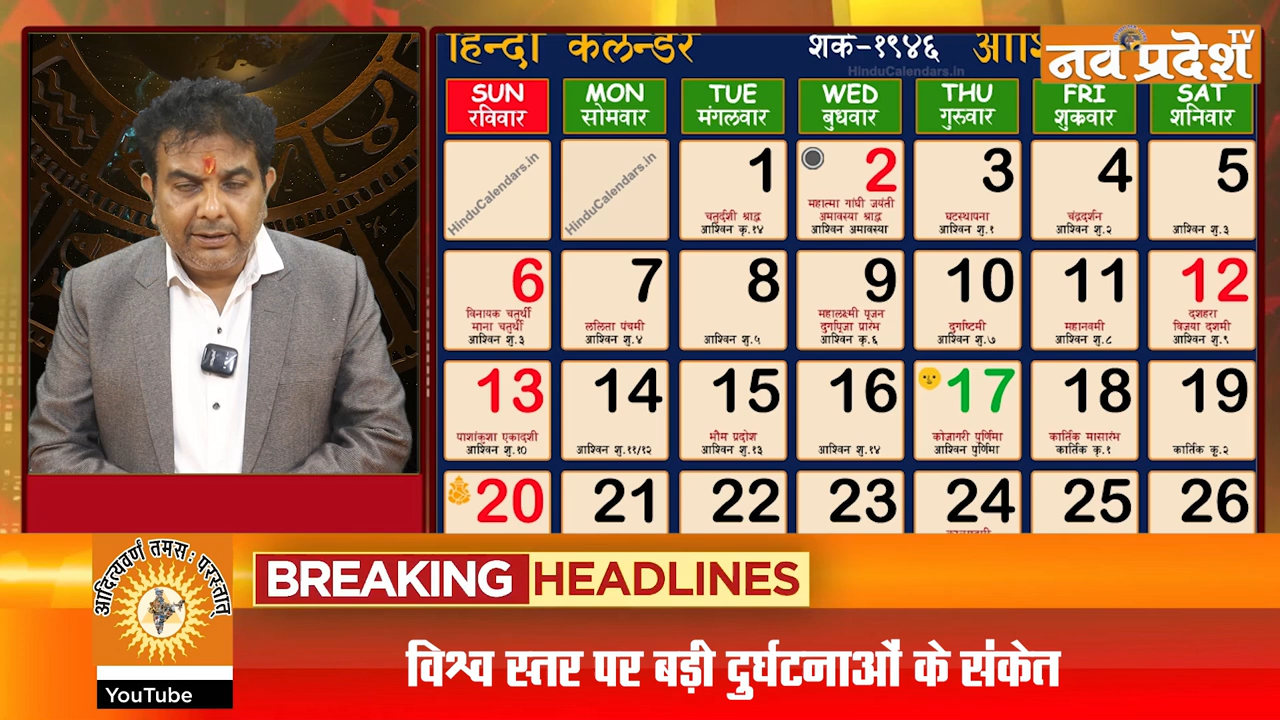 हिन्दी कलेन्डर शक-१९४६
HinduCalendars.in
TV
नव प्रदेश
SUN MON TUE WED THU FRI SAT
रविवार सोमवार मंगलवार बुधवार गुरुवार शुक्रवार शनिवार
HinduCalendars.in HinduCalendars.in 1 2 3 4 5
चतुर्दशी श्राद्ध महात्मा गांधी जयंती घटस्थापना चंद्रदर्शन
अमावस्या श्राद्ध
आश्विन कृ.१४ आश्विन अमावस्या आश्विन शु.१ आश्विन शु.२ आश्विन शु.३
6 7 8 9 10 11 12
विनायक चतुर्थी महालक्ष्मी पूजन दशहरा
माना चतुर्थी ललिता पंचमी दुर्गापूजा प्रारंभ दुर्गाष्टमी महानवमी विजया दशमी
आश्विन शु.३ आश्विन शु.४ आश्विन शु.५ आश्विन कृ.६ आश्विन शु.७ आश्विन शु.८ आश्विन शु.९
13 14 15 16 17 18 19
पाशांकुशा एकादशी भौम प्रदोश कोजागरी पुर्णिमा कार्तिक मासारंभ
आश्विन शु.१० आश्विन शु.११/१२ आश्विन शु.१३ आश्विन शु.१४ आश्विन पुर्णिमा कार्तिक कृ.१ कार्तिक कृ.२
20 21 22 23 24 25 26
आदित्यवर्णं तमसः परस्तात्
YouTube
BREAKING HEADLINES
विश्व स्तर पर बड़ी दुर्घटनाओं के संकेत